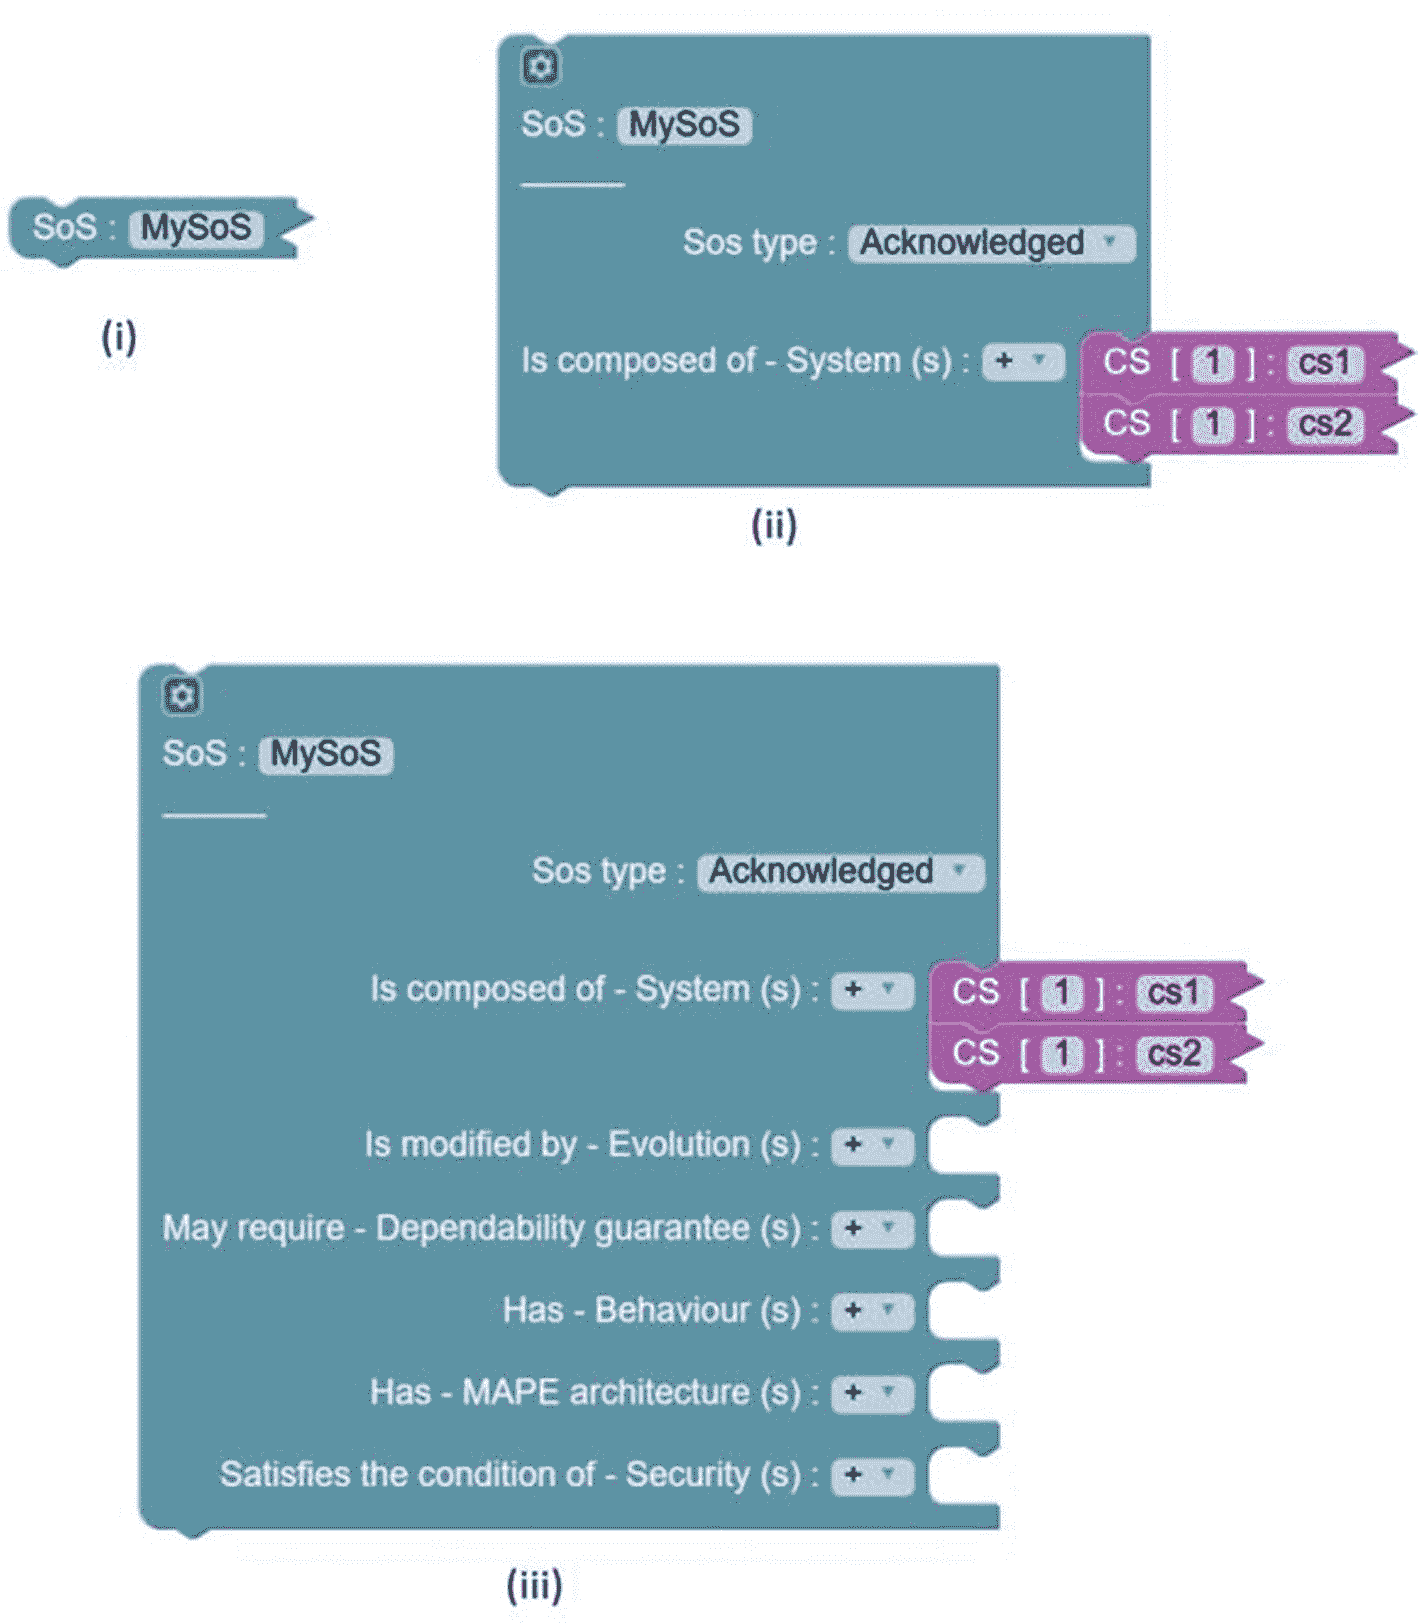 SoS : MySoS
(i)
SoS : MySoS
Sos type : Acknowledged
Is composed of - System (s) : +
CS [ 1 ] : cs1
CS [ 1 ] : cs2
(ii)
SoS : MySoS
Sos type : Acknowledged
Is composed of - System (s) : +
CS [ 1 ] : cs1
CS [ 1 ] : cs2
Is modified by - Evolution (s) : +
May require - Dependability guarantee (s) : +
Has - Behaviour (s) : +
Has - MAPE architecture (s) : +
Satisfies the condition of - Security (s) : +
(iii)